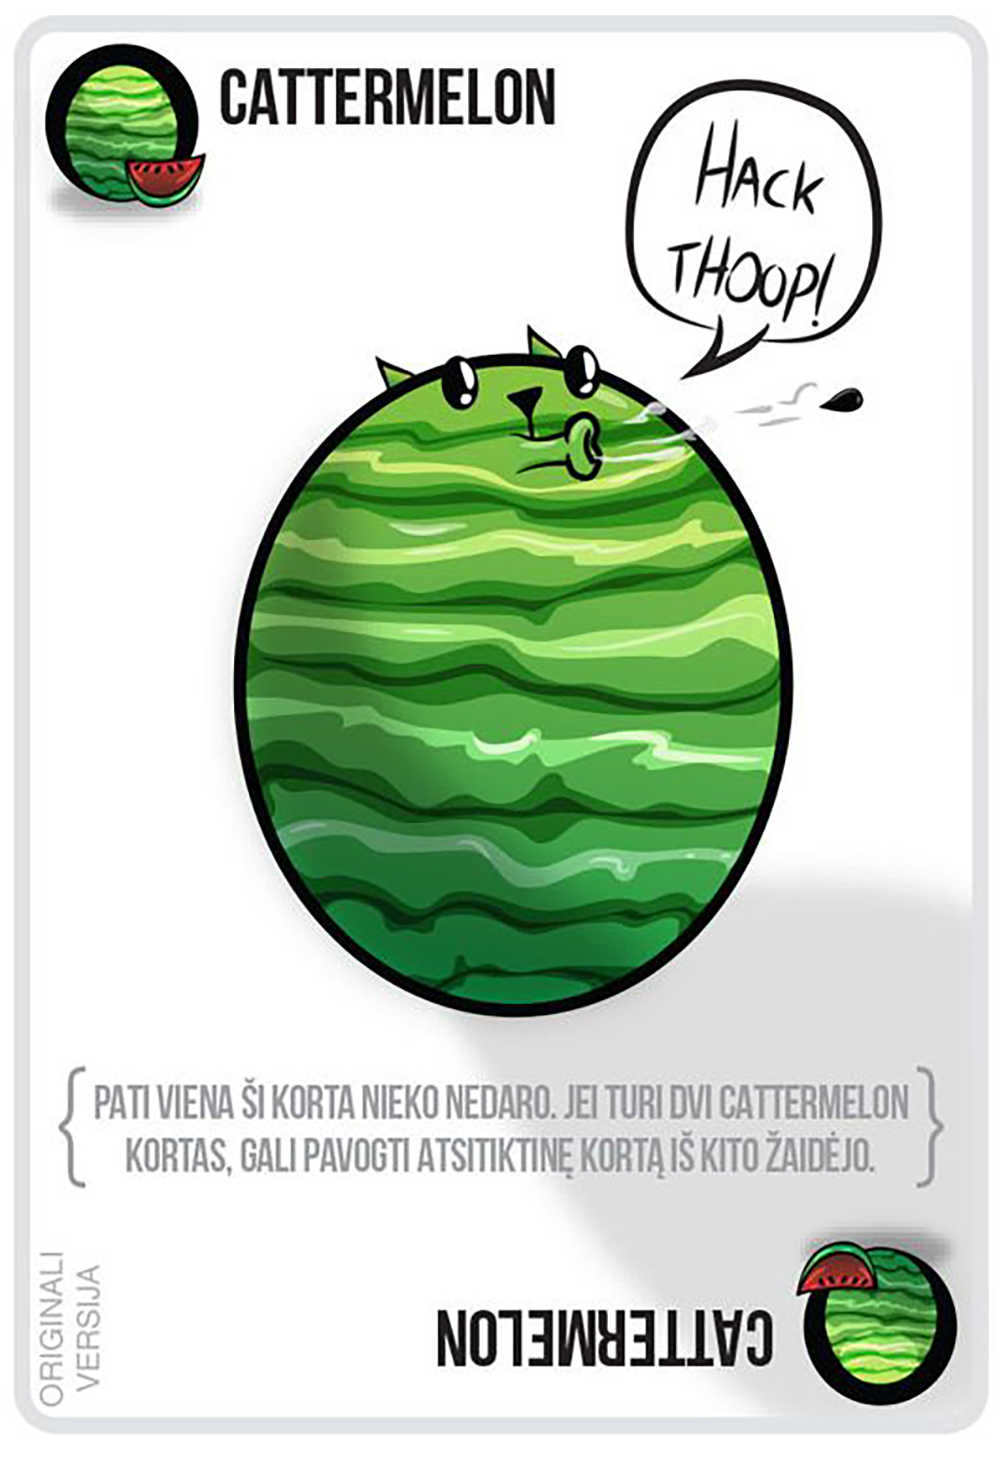 CATTERMELON
HACK
THOOP!
PATI VIENA ŠI KORTA NIEKO NEDARO. JEI TURI DVI CATTERMELON
KORTAS, GALI PAVOGTI ATSITIKTINĘ KORTĄ IŠ KITO ŽAIDĖJO.
ORIGINALI
VERSIJA
CATTERMELON